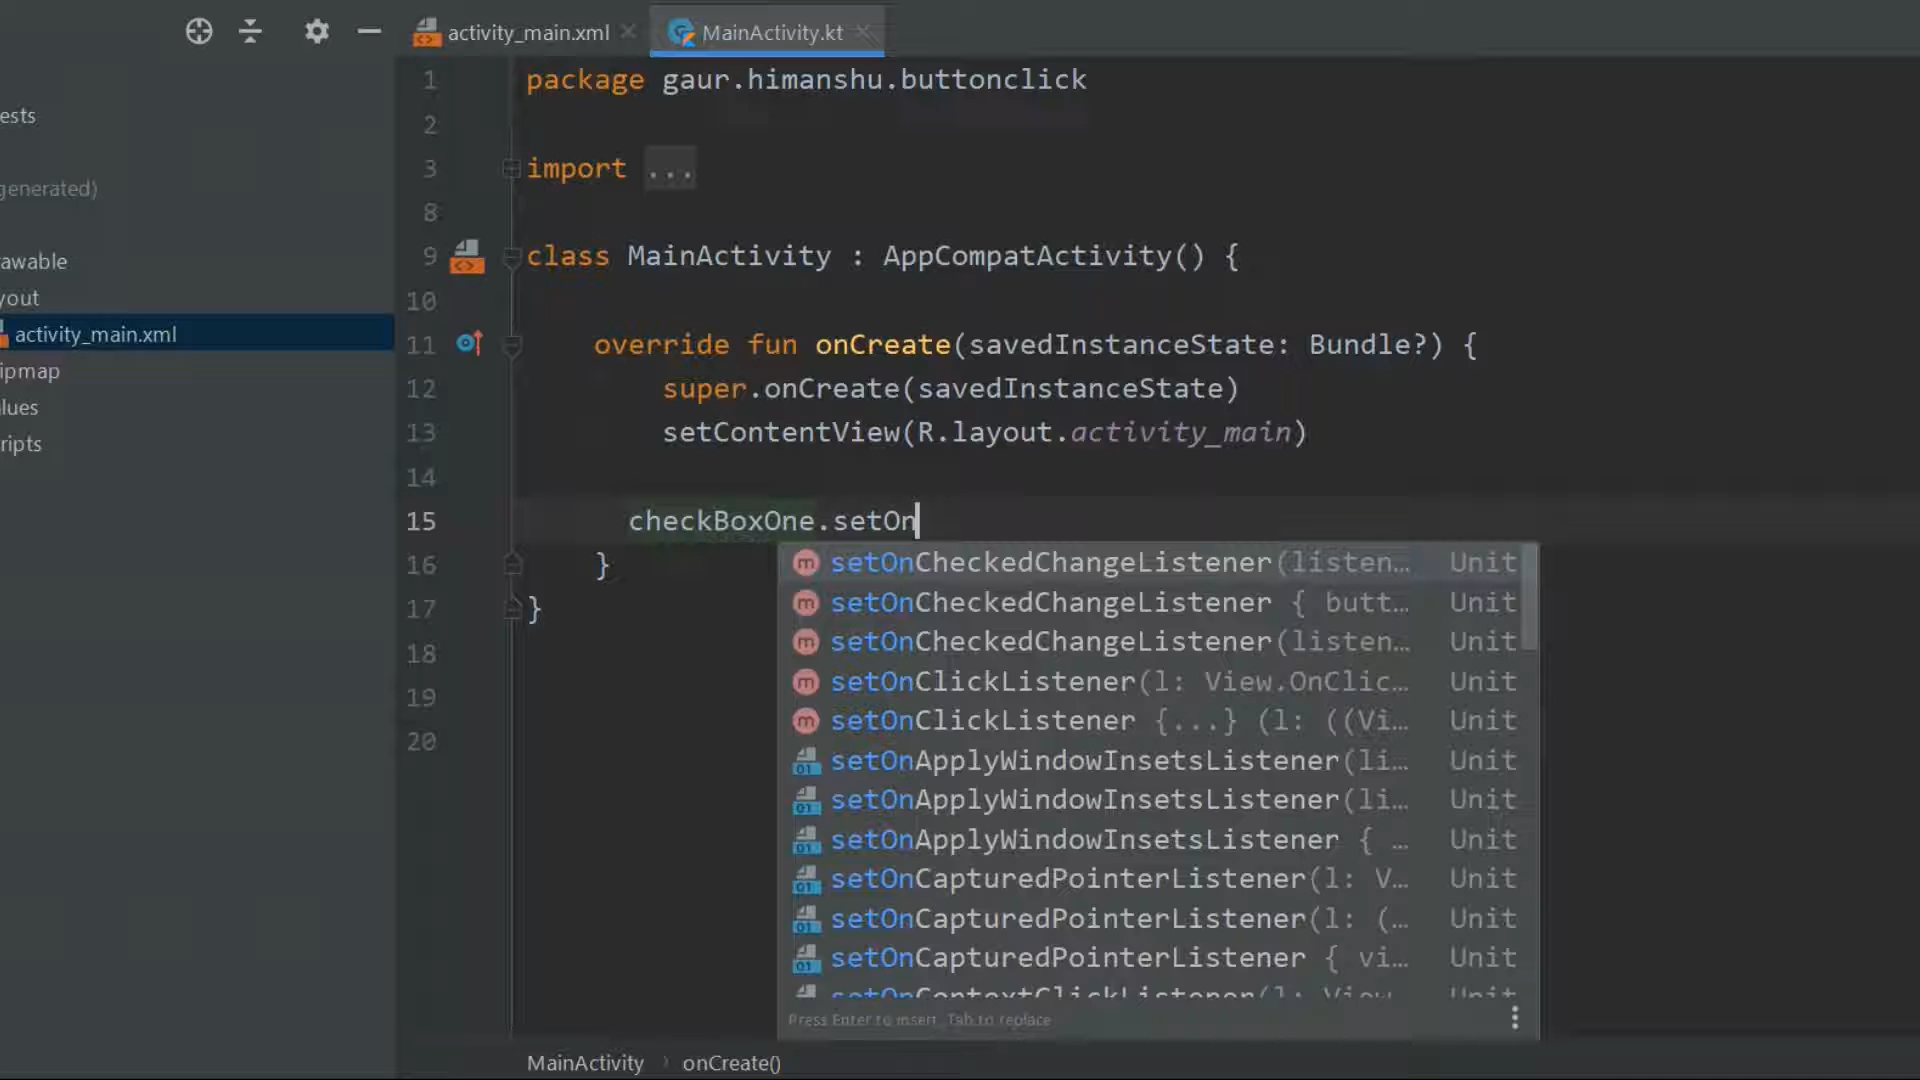 activity_main.xml
MainActivity.kt
ests
generated)
awable
yout
activity_main.xml
ipmap
lues
ripts
1 package gaur.himanshu.buttonclick
2
3 import ...
8
9 class MainActivity : AppCompatActivity() {
10
11 override fun onCreate(savedInstanceState: Bundle?) {
12 super.onCreate(savedInstanceState)
13 setContentView(R.layout.activity_main)
14
15 checkBoxOne.setOn
16 }
17 }
18
19
20
setOnCheckedChangeListener(listen… Unit
setOnCheckedChangeListener { butt… Unit
setOnCheckedChangeListener(listen… Unit
setOnClickListener(l: View.OnClic… Unit
setOnClickListener {...} (l: ((Vi… Unit
setOnApplyWindowInsetsListener(li… Unit
setOnApplyWindowInsetsListener(li… Unit
setOnApplyWindowInsetsListener { … Unit
setOnCapturedPointerListener(l: V… Unit
setOnCapturedPointerListener(l: (… Unit
setOnCapturedPointerListener { vi… Unit
setOnContextClickListener(l: View… Unit
Press Enter to insert, Tab to replace
MainActivity › onCreate()